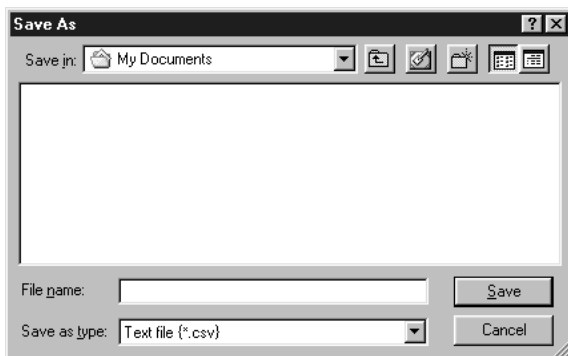 Save As
Save in: My Documents
File name:
Save
Save as type: Text file {*.csv}
Cancel